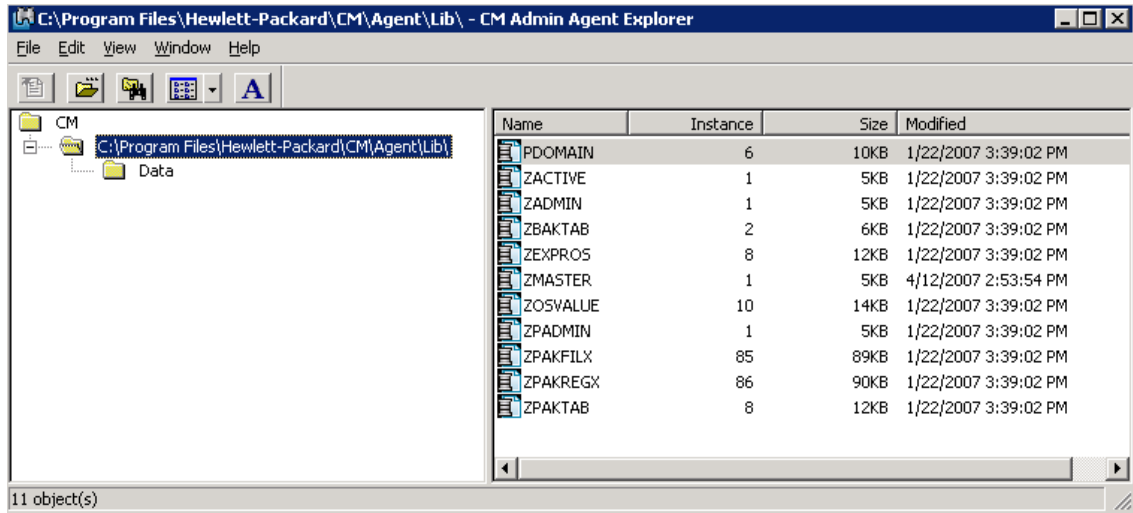 C:\Program Files\Hewlett-Packard\CM\Agent\Lib\ - CM Admin Agent Explorer
File Edit View Window Help
A
CM
C:\Program Files\Hewlett-Packard\CM\Agent\Lib\
Data
Name Instance Size Modified
PDOMAIN 6 10KB 1/22/2007 3:39:02 PM
ZACTIVE 1 5KB 1/22/2007 3:39:02 PM
ZADMIN 1 5KB 1/22/2007 3:39:02 PM
ZBAKTAB 2 6KB 1/22/2007 3:39:02 PM
ZEXPROS 8 12KB 1/22/2007 3:39:02 PM
ZMASTER 1 5KB 4/12/2007 2:53:54 PM
ZOSVALUE 10 14KB 1/22/2007 3:39:02 PM
ZPADMIN 1 5KB 1/22/2007 3:39:02 PM
ZPAKFILX 85 89KB 1/22/2007 3:39:02 PM
ZPAKREGX 86 90KB 1/22/2007 3:39:02 PM
ZPAKTAB 8 12KB 1/22/2007 3:39:02 PM
11 object(s)